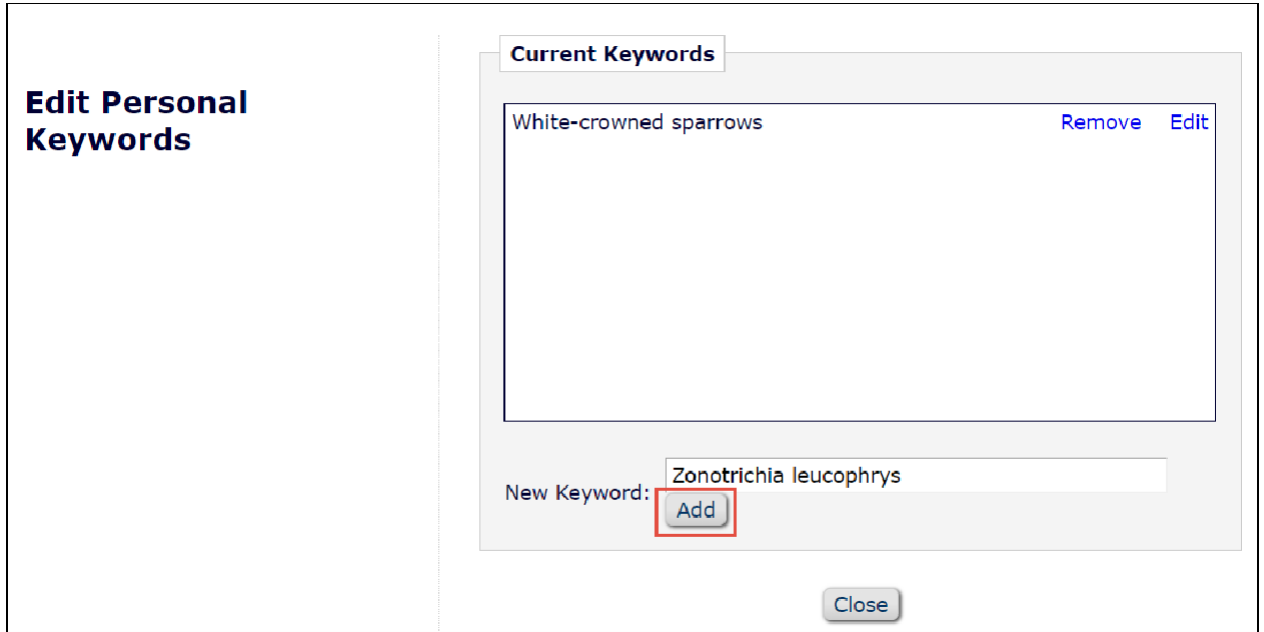 Edit Personal
Keywords
Current Keywords
White-crowned sparrows Remove Edit
New Keyword: Zonotrichia leucophrys
Add
Close